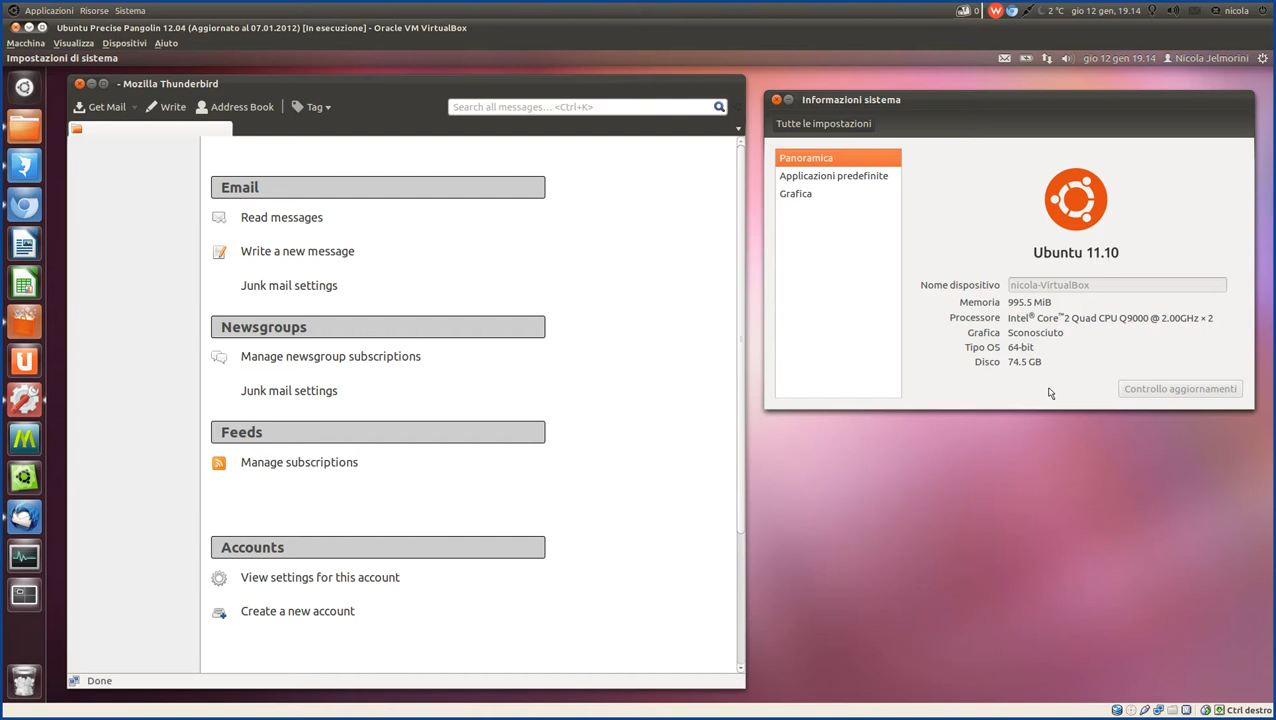 Applicazioni Risorse Sistema 0 2 °C gio 12 gen, 19.14 nicola
Ubuntu Precise Pangolin 12.04 (Aggiornato al 07.01.2012) [In esecuzione] - Oracle VM VirtualBox
Macchina Visualizza Dispositivi Aiuto
Impostazioni di sistema gio 12 gen, 19.14 Nicola Jelmorini
- Mozilla Thunderbird
Get Mail Write Address Book Tag Search all messages... <Ctrl+K>
Email
Read messages
Write a new message
Junk mail settings
Newsgroups
Manage newsgroup subscriptions
Junk mail settings
Feeds
Manage subscriptions
Accounts
View settings for this account
Create a new account
Done
Informazioni sistema
Tutte le impostazioni
Panoramica
Applicazioni predefinite
Grafica
Ubuntu 11.10
Nome dispositivo nicola-VirtualBox
Memoria 995.5 MiB
Processore Intel® Core™2 Quad CPU Q9000 @ 2.00GHz × 2
Grafica Sconosciuto
Tipo OS 64-bit
Disco 74.5 GB
Controllo aggiornamenti
Ctrl destro